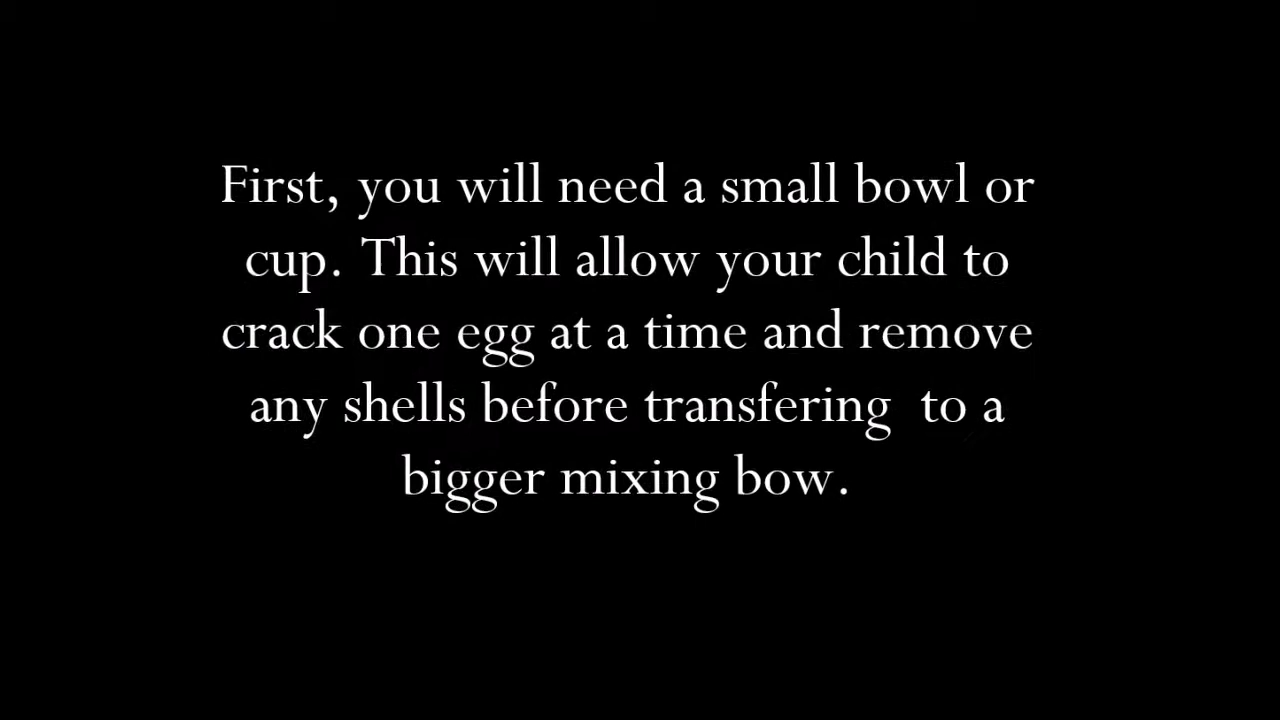 First, you will need a small bowl or
cup. This will allow your child to
crack one egg at a time and remove
any shells before transfering  to a
bigger mixing bow.